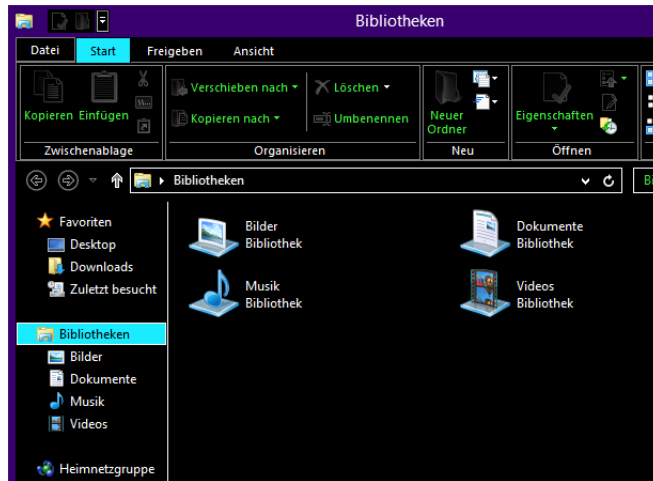 Bibliotheken
Datei Start Freigeben Ansicht
Kopieren Einfügen
Verschieben nach
Kopieren nach
Löschen
Umbenennen
Neuer
Ordner
Eigenschaften
Zwischenablage Organisieren Neu Öffnen
Bibliotheken
Favoriten
Desktop
Downloads
Zuletzt besucht
Bibliotheken
Bilder
Dokumente
Musik
Videos
Heimnetzgruppe
Bilder
Bibliothek
Dokumente
Bibliothek
Musik
Bibliothek
Videos
Bibliothek